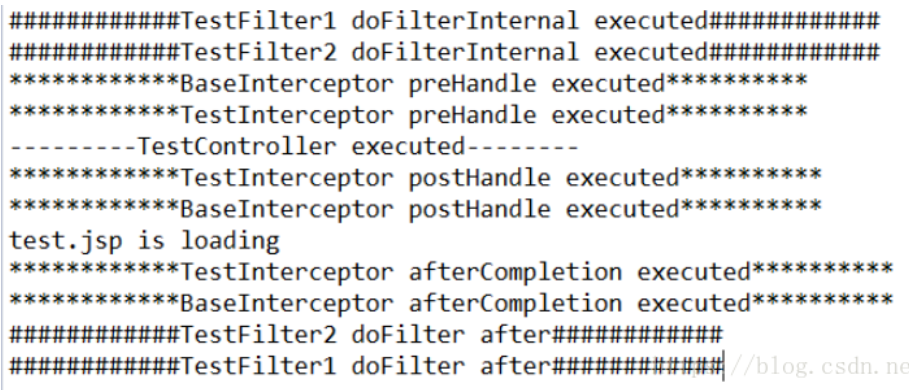 ############TestFilter1 doFilterInternal executed############
############TestFilter2 doFilterInternal executed############
************BaseInterceptor preHandle executed**********
************TestInterceptor preHandle executed**********
---------TestController executed--------
************TestInterceptor postHandle executed**********
************BaseInterceptor postHandle executed**********
test.jsp is loading
************TestInterceptor afterCompletion executed**********
************BaseInterceptor afterCompletion executed**********
############TestFilter2 doFilter after############
############TestFilter1 doFilter after############
//blog.csdn.ne